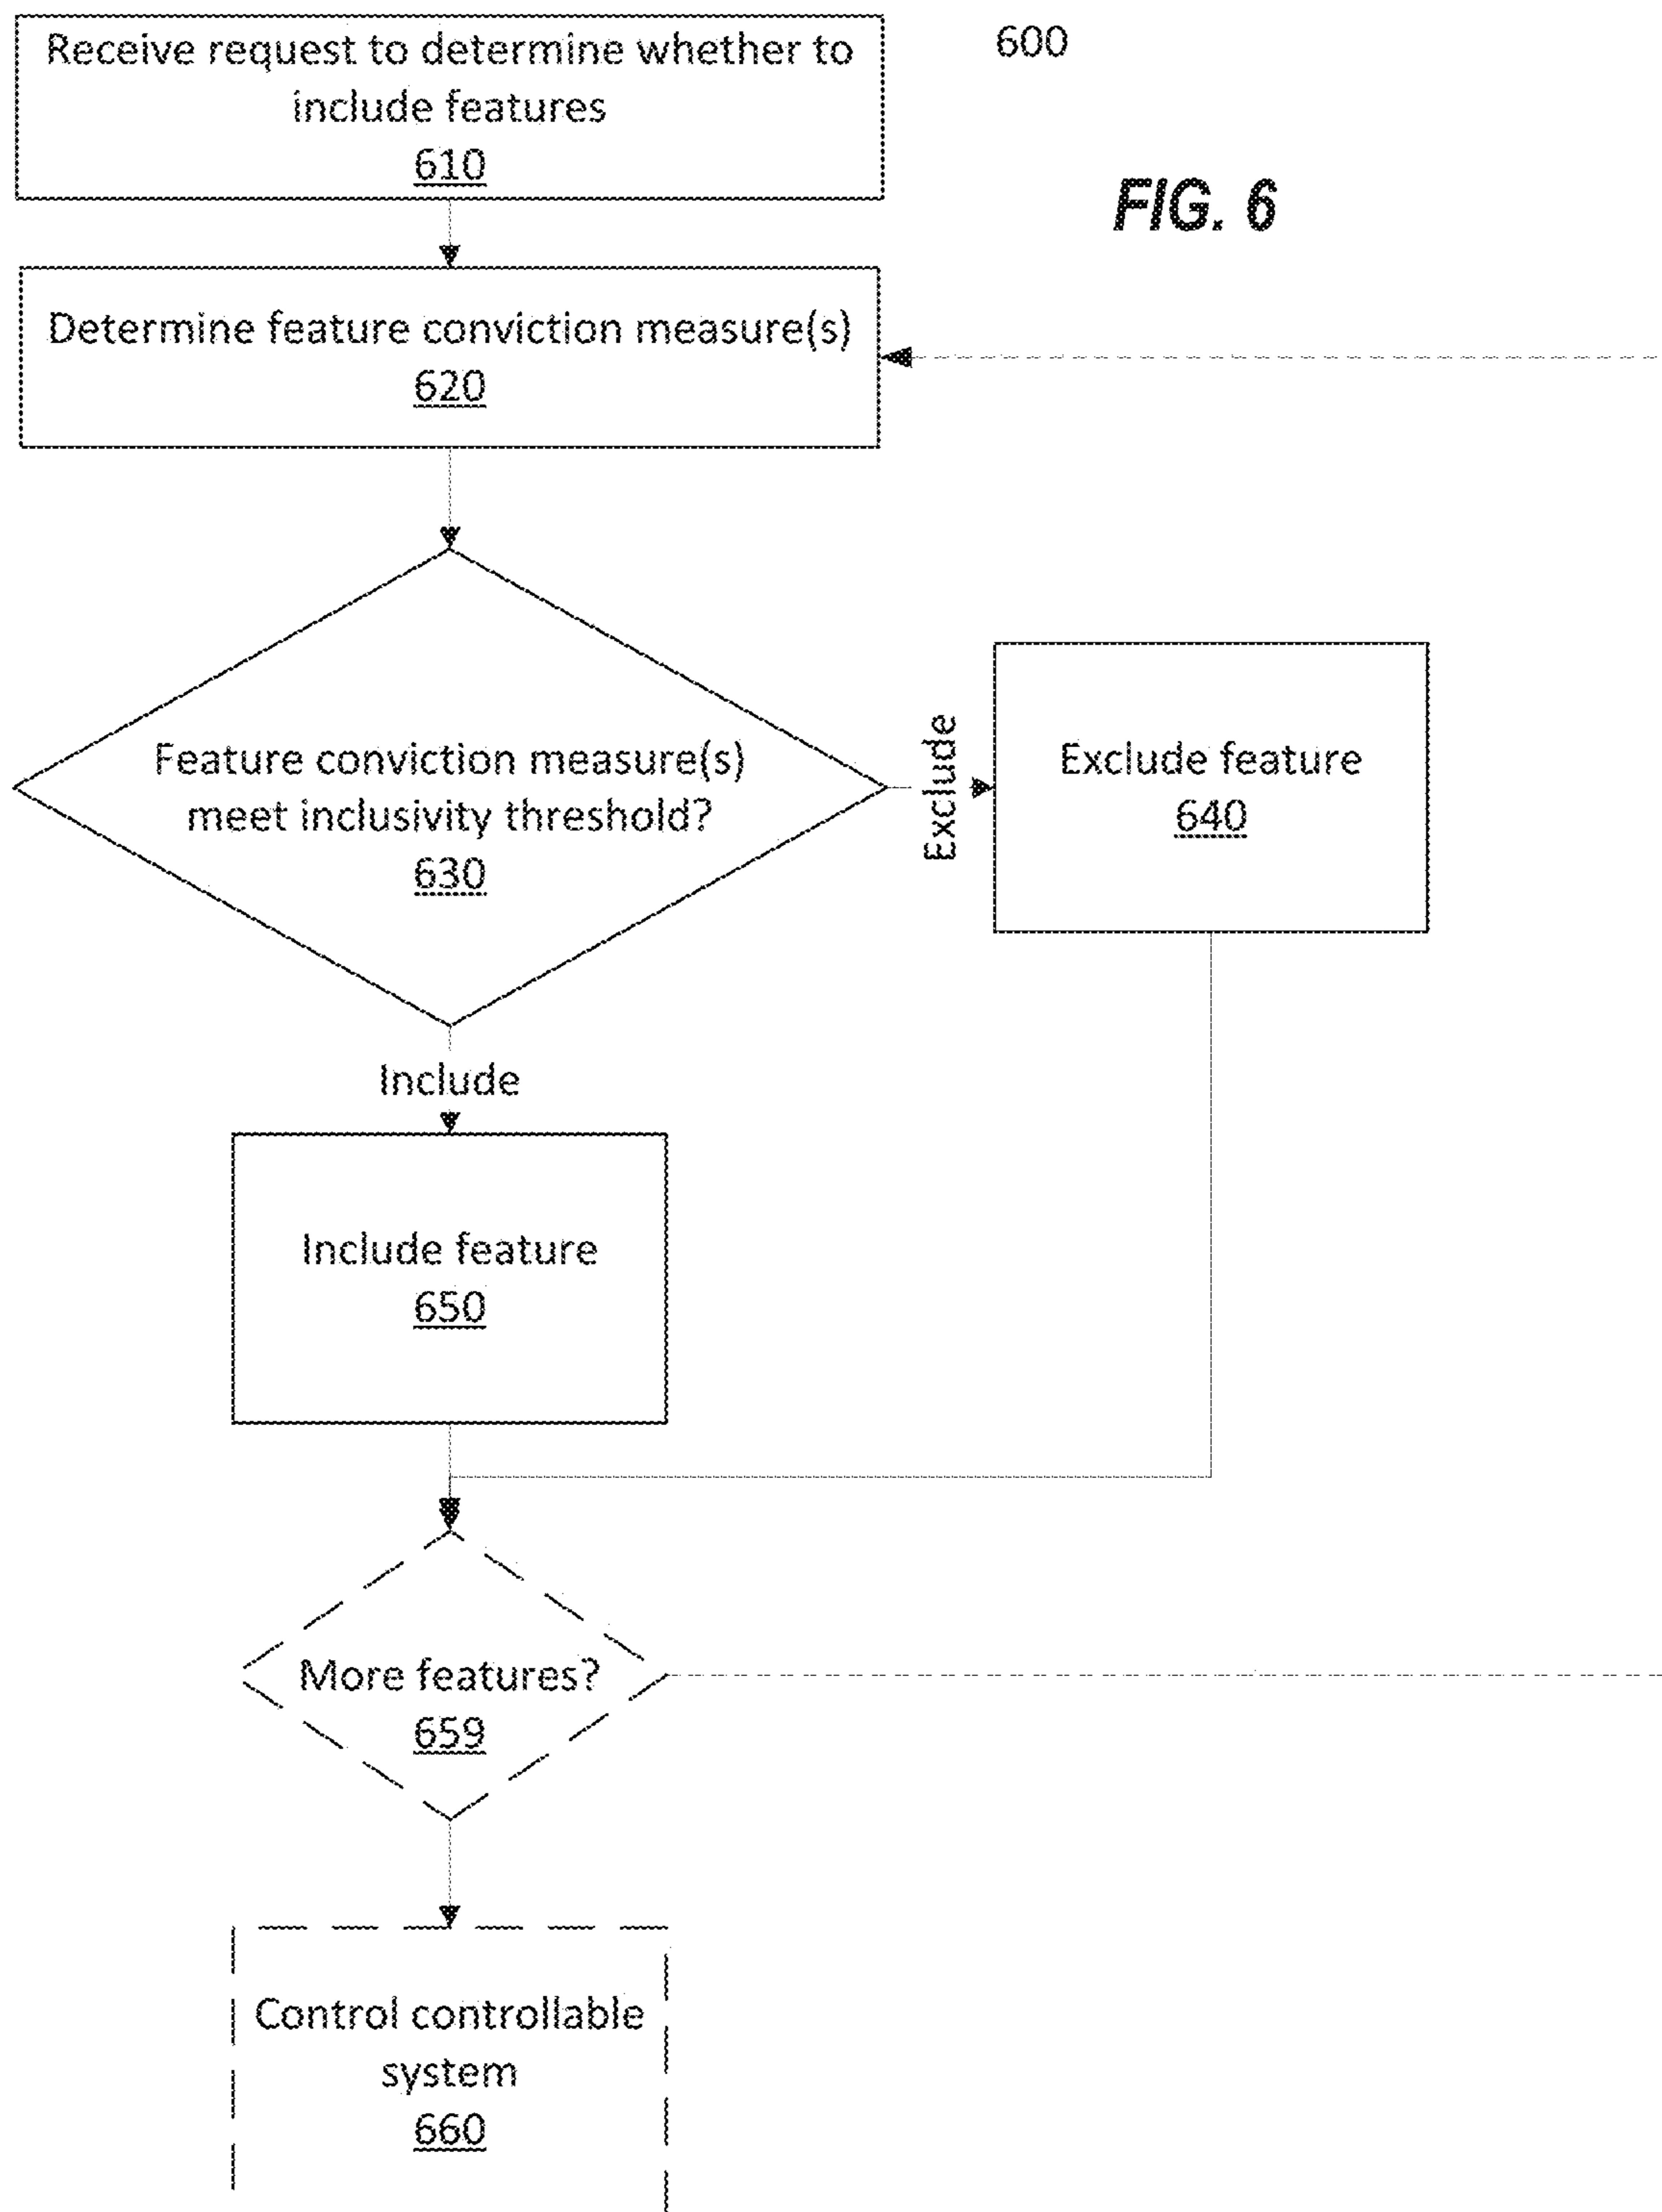 Receive request to determine whether to
include features
610
600
FIG. 6
Determine feature conviction measure(s)
620
Feature conviction measure(s)
meet inclusivity threshold?
630
Exclude
Exclude feature
640
Include
Include feature
650
More features?
659
Control controllable
system
660